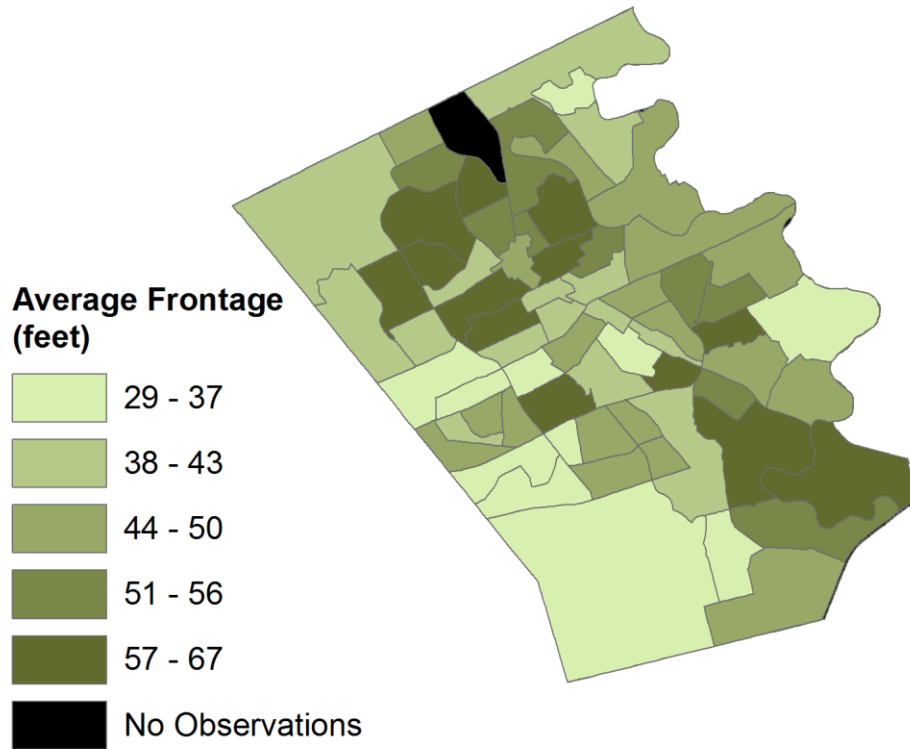 Average Frontage
(feet)
29 - 37
38 - 43
44 - 50
51 - 56
57 - 67
No Observations